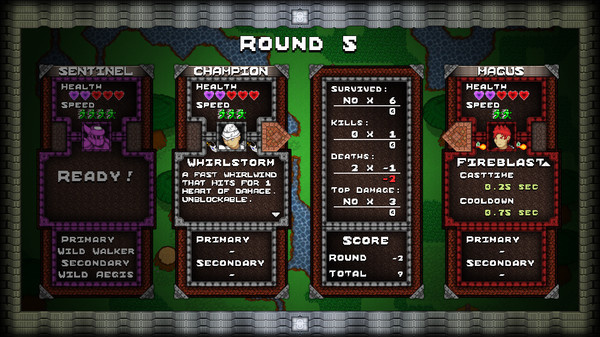 Round 5
Sentinel
Health
Speed
Ready!
Primary
Wild Walker
Secondary
Wild Aegis
Champion
Health
Speed
Whirlstorm
A fast whirlwind
that hits for 1
heart of damage.
Unblockable.
Primary
-
Secondary
-
Survived:
No x 6
0
Kills:
0 x 1
0
Deaths:
2 x -1
-2
Top Damage:
No x 3
0
Score
Round -2
Total 9
Magus
Health
Speed
Fireblast
Casttime
0.25 sec
Cooldown
0.75 sec
Primary
-
Secondary
-